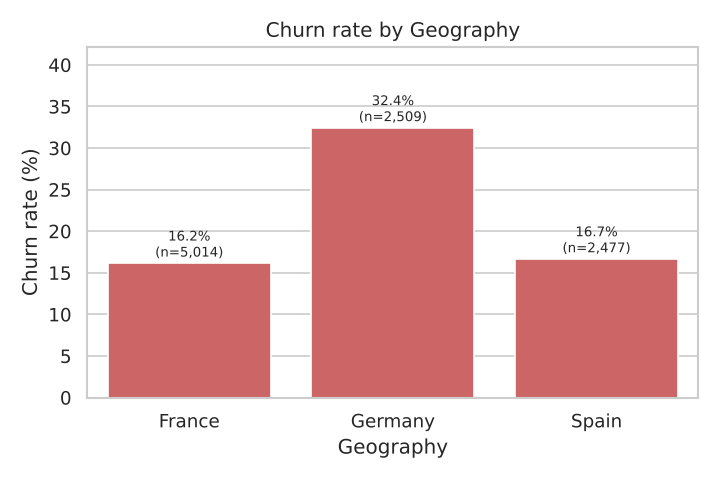 Churn rate by Geography
Churn rate (%)
40
35
30
25
20
15
10
5
0
16.2%
(n=5,014)
32.4%
(n=2,509)
16.7%
(n=2,477)
France
Germany
Spain
Geography